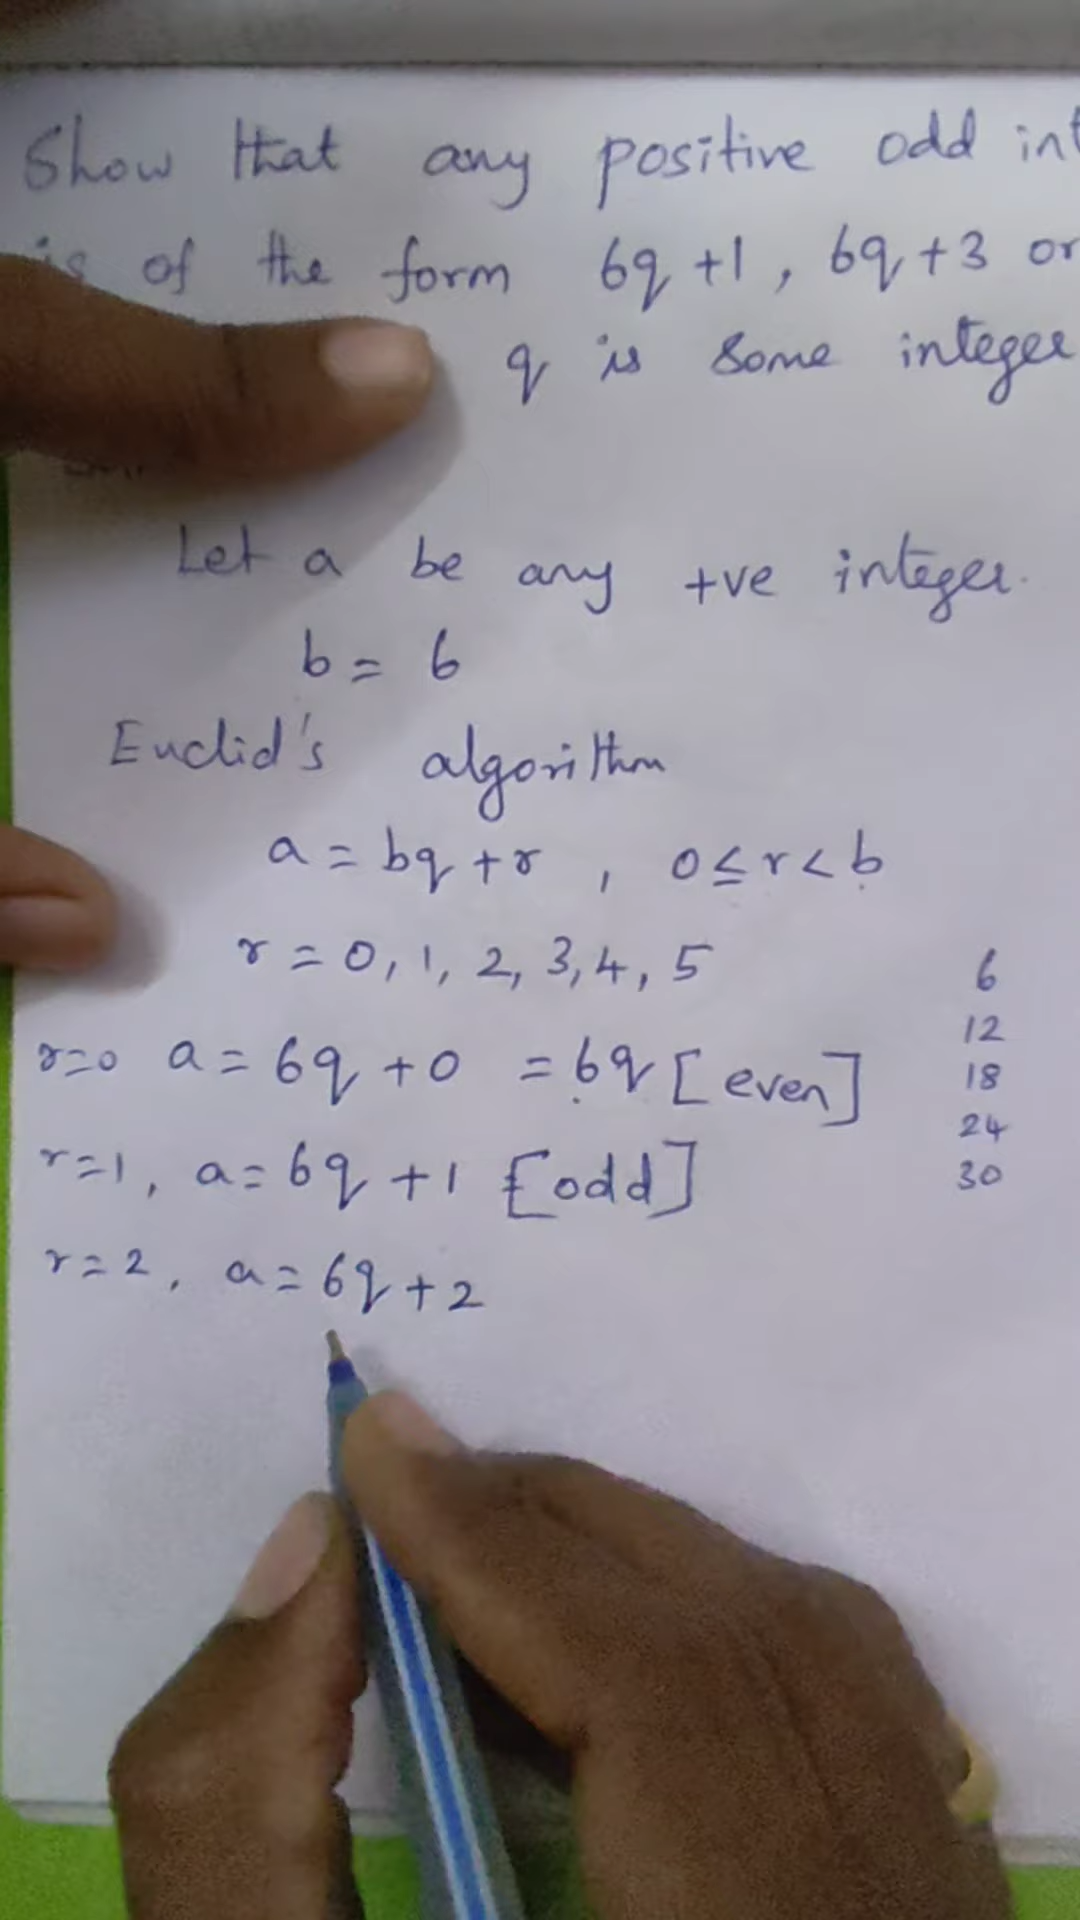 Show that any positive odd int
is of the form 6q+1, 6q+3 or
q is some integer
Let a be any +ve integer.
b = 6
Euclid's algorithm
a = bq + r , 0 ≤ r < b
r = 0, 1, 2, 3, 4, 5
r=0 a = 6q + 0 = 6q [even]
r=1, a = 6q + 1 [odd]
r=2, a = 6q + 2
6
12
18
24
30